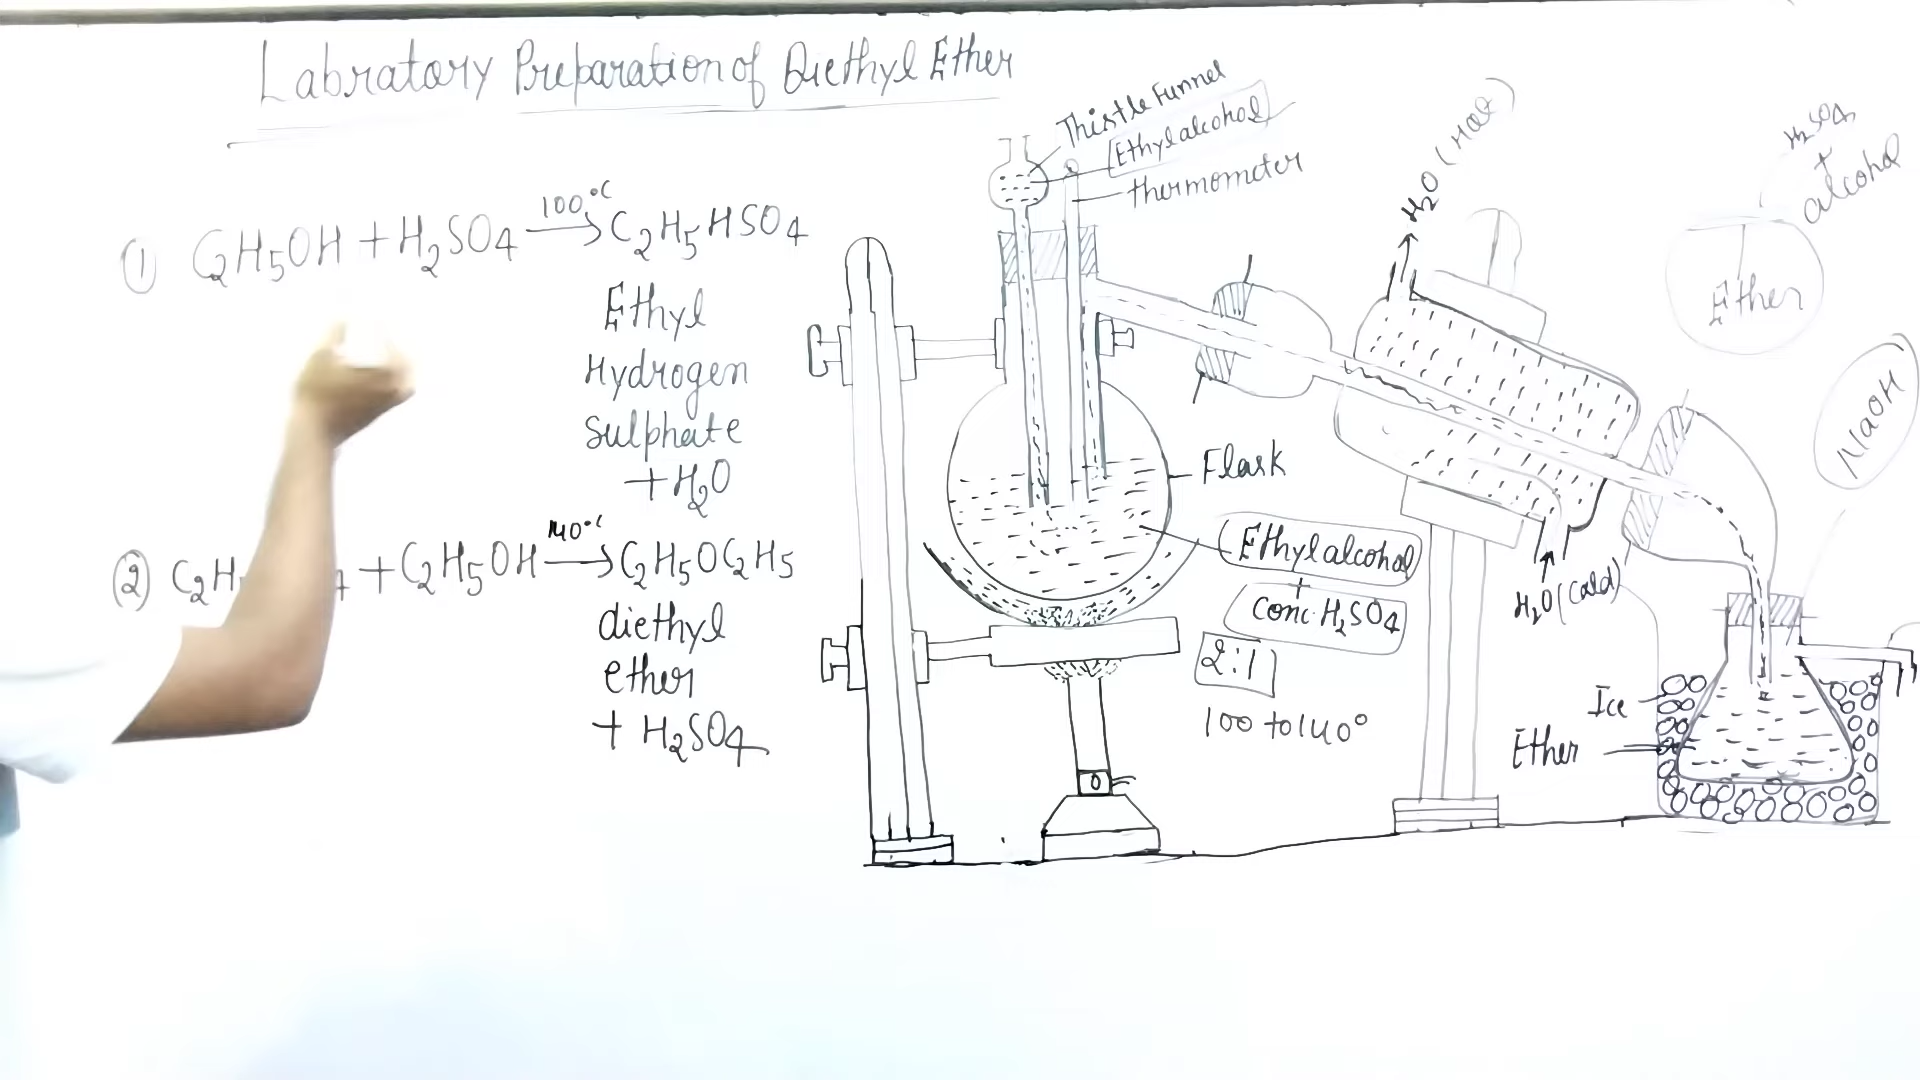 Labratory Preparation of Diethyl Ether
① C2H5OH + H2SO4 100°C → C2H5HSO4
Ethyl
Hydrogen
sulphate
+ H2O
② C2H + C2H5OH 140°C → C2H5OC2H5
diethyl
ether
+ H2SO4
Thistle Funnel
Ethyl alcohol
thermometer
Flask
Ethyl alcohol
+
Conc. H2SO4
2:1
100 to 140°
H2O (Hot)
H2O (Cold)
Ice
Ether
H2SO4
+
alcohol
Ether
NaOH